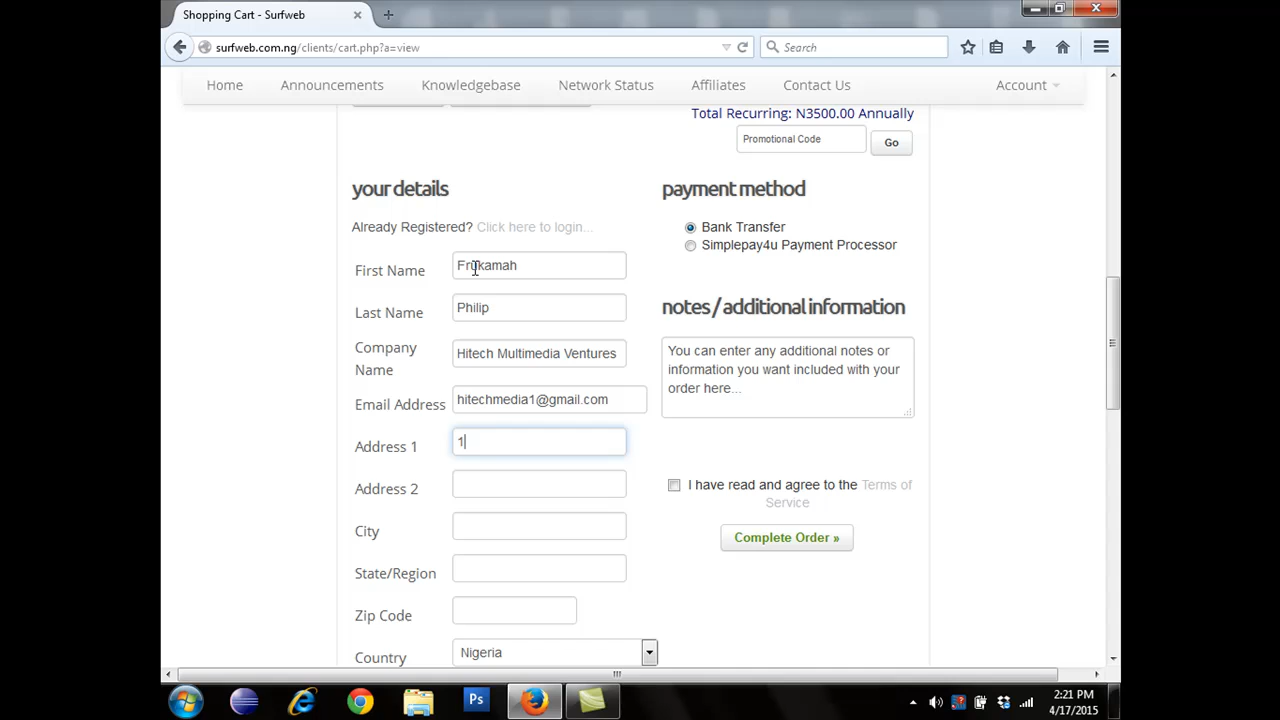 Shopping Cart - Surfweb
surfweb.com.ng/clients/cart.php?a=view
Search
Home Announcements Knowledgebase Network Status Affiliates Contact Us Account
Total Recurring: N3500.00 Annually
Promotional Code Go
your details
Already Registered? Click here to login...
First Name Frukamah
Last Name Philip
Company Name Hitech Multimedia Ventures
Email Address hitechmedia1@gmail.com
Address 1 1
Address 2
City
State/Region
Zip Code
Country Nigeria
payment method
Bank Transfer
Simplepay4u Payment Processor
notes / additional information
You can enter any additional notes or
information you want included with your
order here...
I have read and agree to the Terms of
Service
Complete Order »
Ps
2:21 PM
4/17/2015